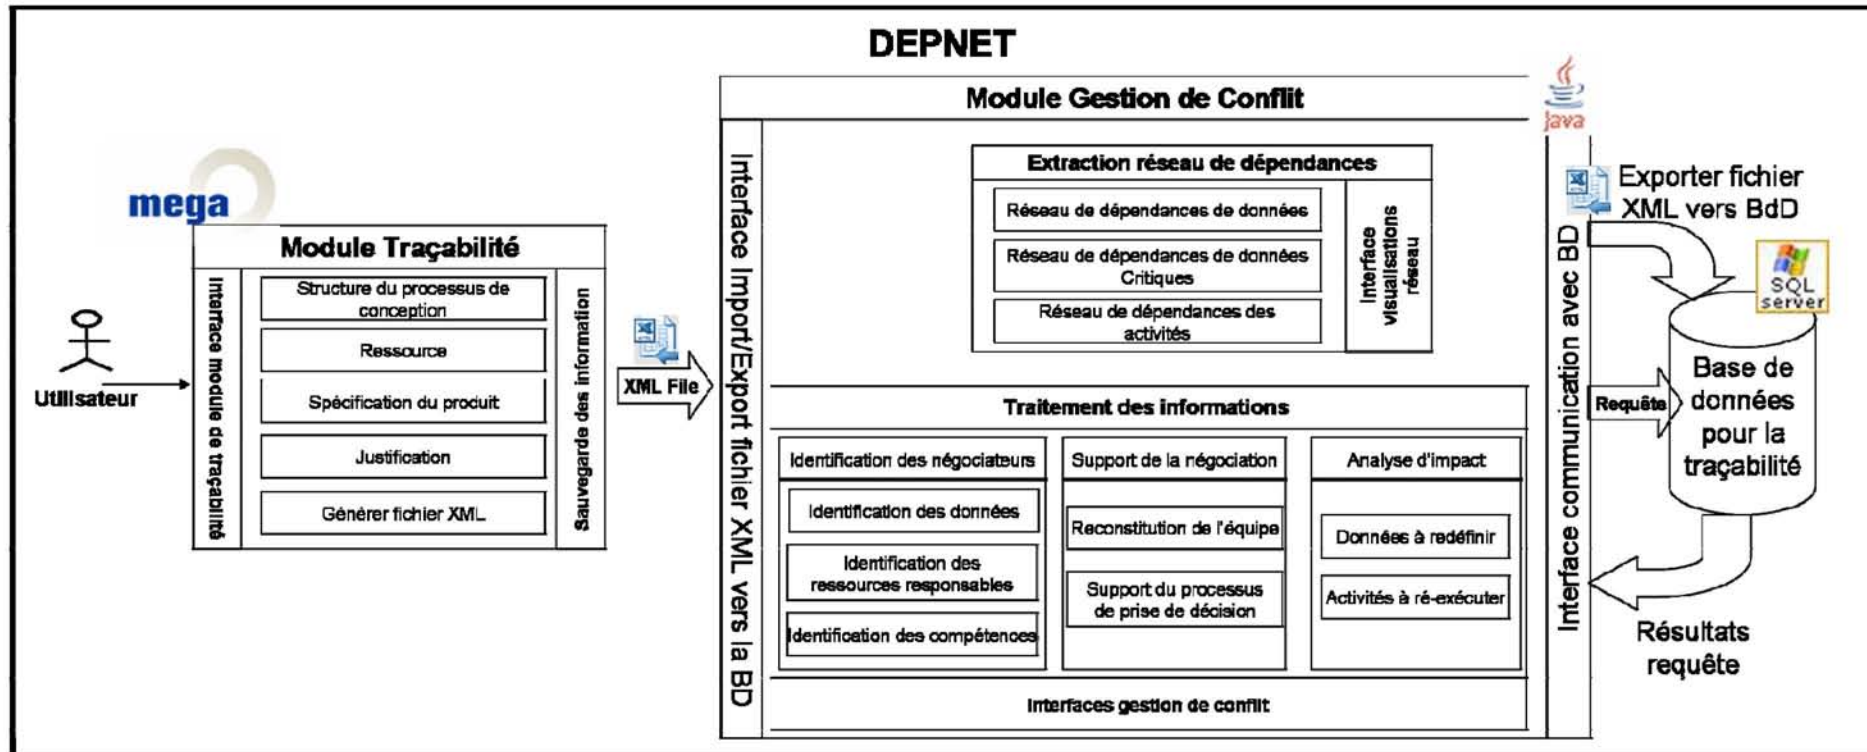 DEPNET
mega
Utilisateur
Module Traçabilité
Interface module de traçabilité
Structure du processus de
conception
Ressource
Spécification du produit
Justification
Générer fichier XML
Sauvegarde des information
XML File
Module Gestion de Conflit
Interface Import/Export fichier XML vers la BD
Extraction réseau de dépendances
Réseau de dépendances de données
Réseau de dépendances de données
Critiques
Réseau de dépendances des
activités
Interface
visualisations
réseau
Traitement des informations
Identification des négociateurs
Identification des données
Identification des
ressources responsables
Identification des compétences
Support de la négociation
Reconstitution de l'équipe
Support du processus
de prise de décision
Analyse d'impact
Données à redéfinir
Activités à ré-exécuter
Interfaces gestion de conflit
java
Interface communication avec BD
Exporter fichier
XML vers BdD
SQL
server
Requête
Base de
données
pour la
traçabilité
Résultats
requête